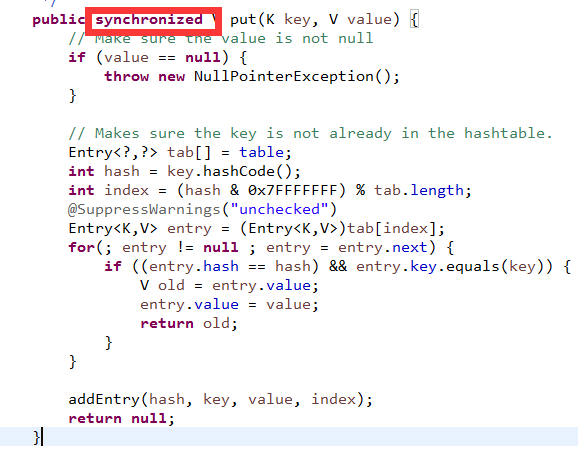 */
public synchronized V put(K key, V value) {
// Make sure the value is not null
if (value == null) {
throw new NullPointerException();
}
// Makes sure the key is not already in the hashtable.
Entry<?,?> tab[] = table;
int hash = key.hashCode();
int index = (hash & 0x7FFFFFFF) % tab.length;
@SuppressWarnings("unchecked")
Entry<K,V> entry = (Entry<K,V>)tab[index];
for(; entry != null ; entry = entry.next) {
if ((entry.hash == hash) && entry.key.equals(key)) {
V old = entry.value;
entry.value = value;
return old;
}
}
addEntry(hash, key, value, index);
return null;
}